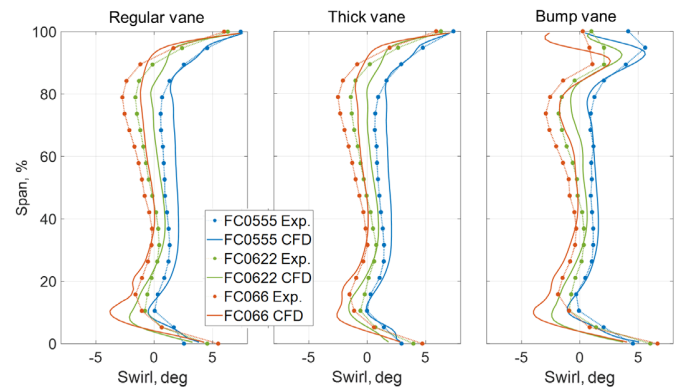 Regular vane
Thick vane
Bump vane
Span, %
100
80
60
40
20
0
FC0555 Exp.
FC0555 CFD
FC0622 Exp.
FC0622 CFD
FC066 Exp.
FC066 CFD
-5 0 5
-5 0 5
-5 0 5
Swirl, deg
Swirl, deg
Swirl, deg